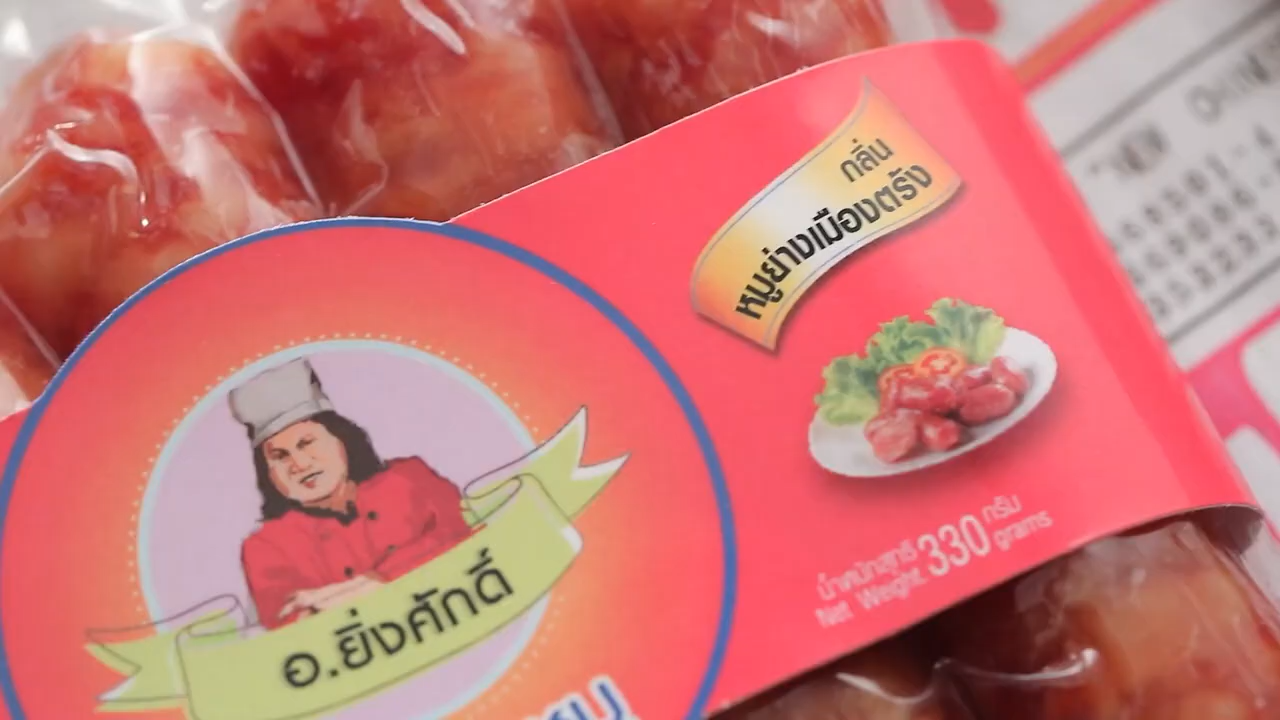 กลิ่น
หมูย่างเมืองตรัง
น้ำหนักสุทธิ 330 กรัม
Net Weight grams
อ.ยิ่งศักดิ์